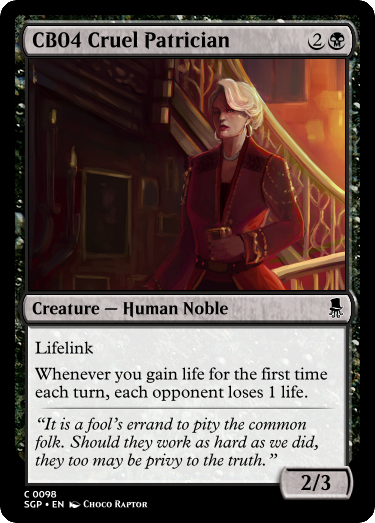 CB04 Cruel Patrician 2
Creature — Human Noble
Lifelink
Whenever you gain life for the first time
each turn, each opponent loses 1 life.
“It is a fool’s errand to pity the common
folk. Should they work as hard as we did,
they too may be privy to the truth.”
2/3
C 0098
SGP • EN Choco Raptor